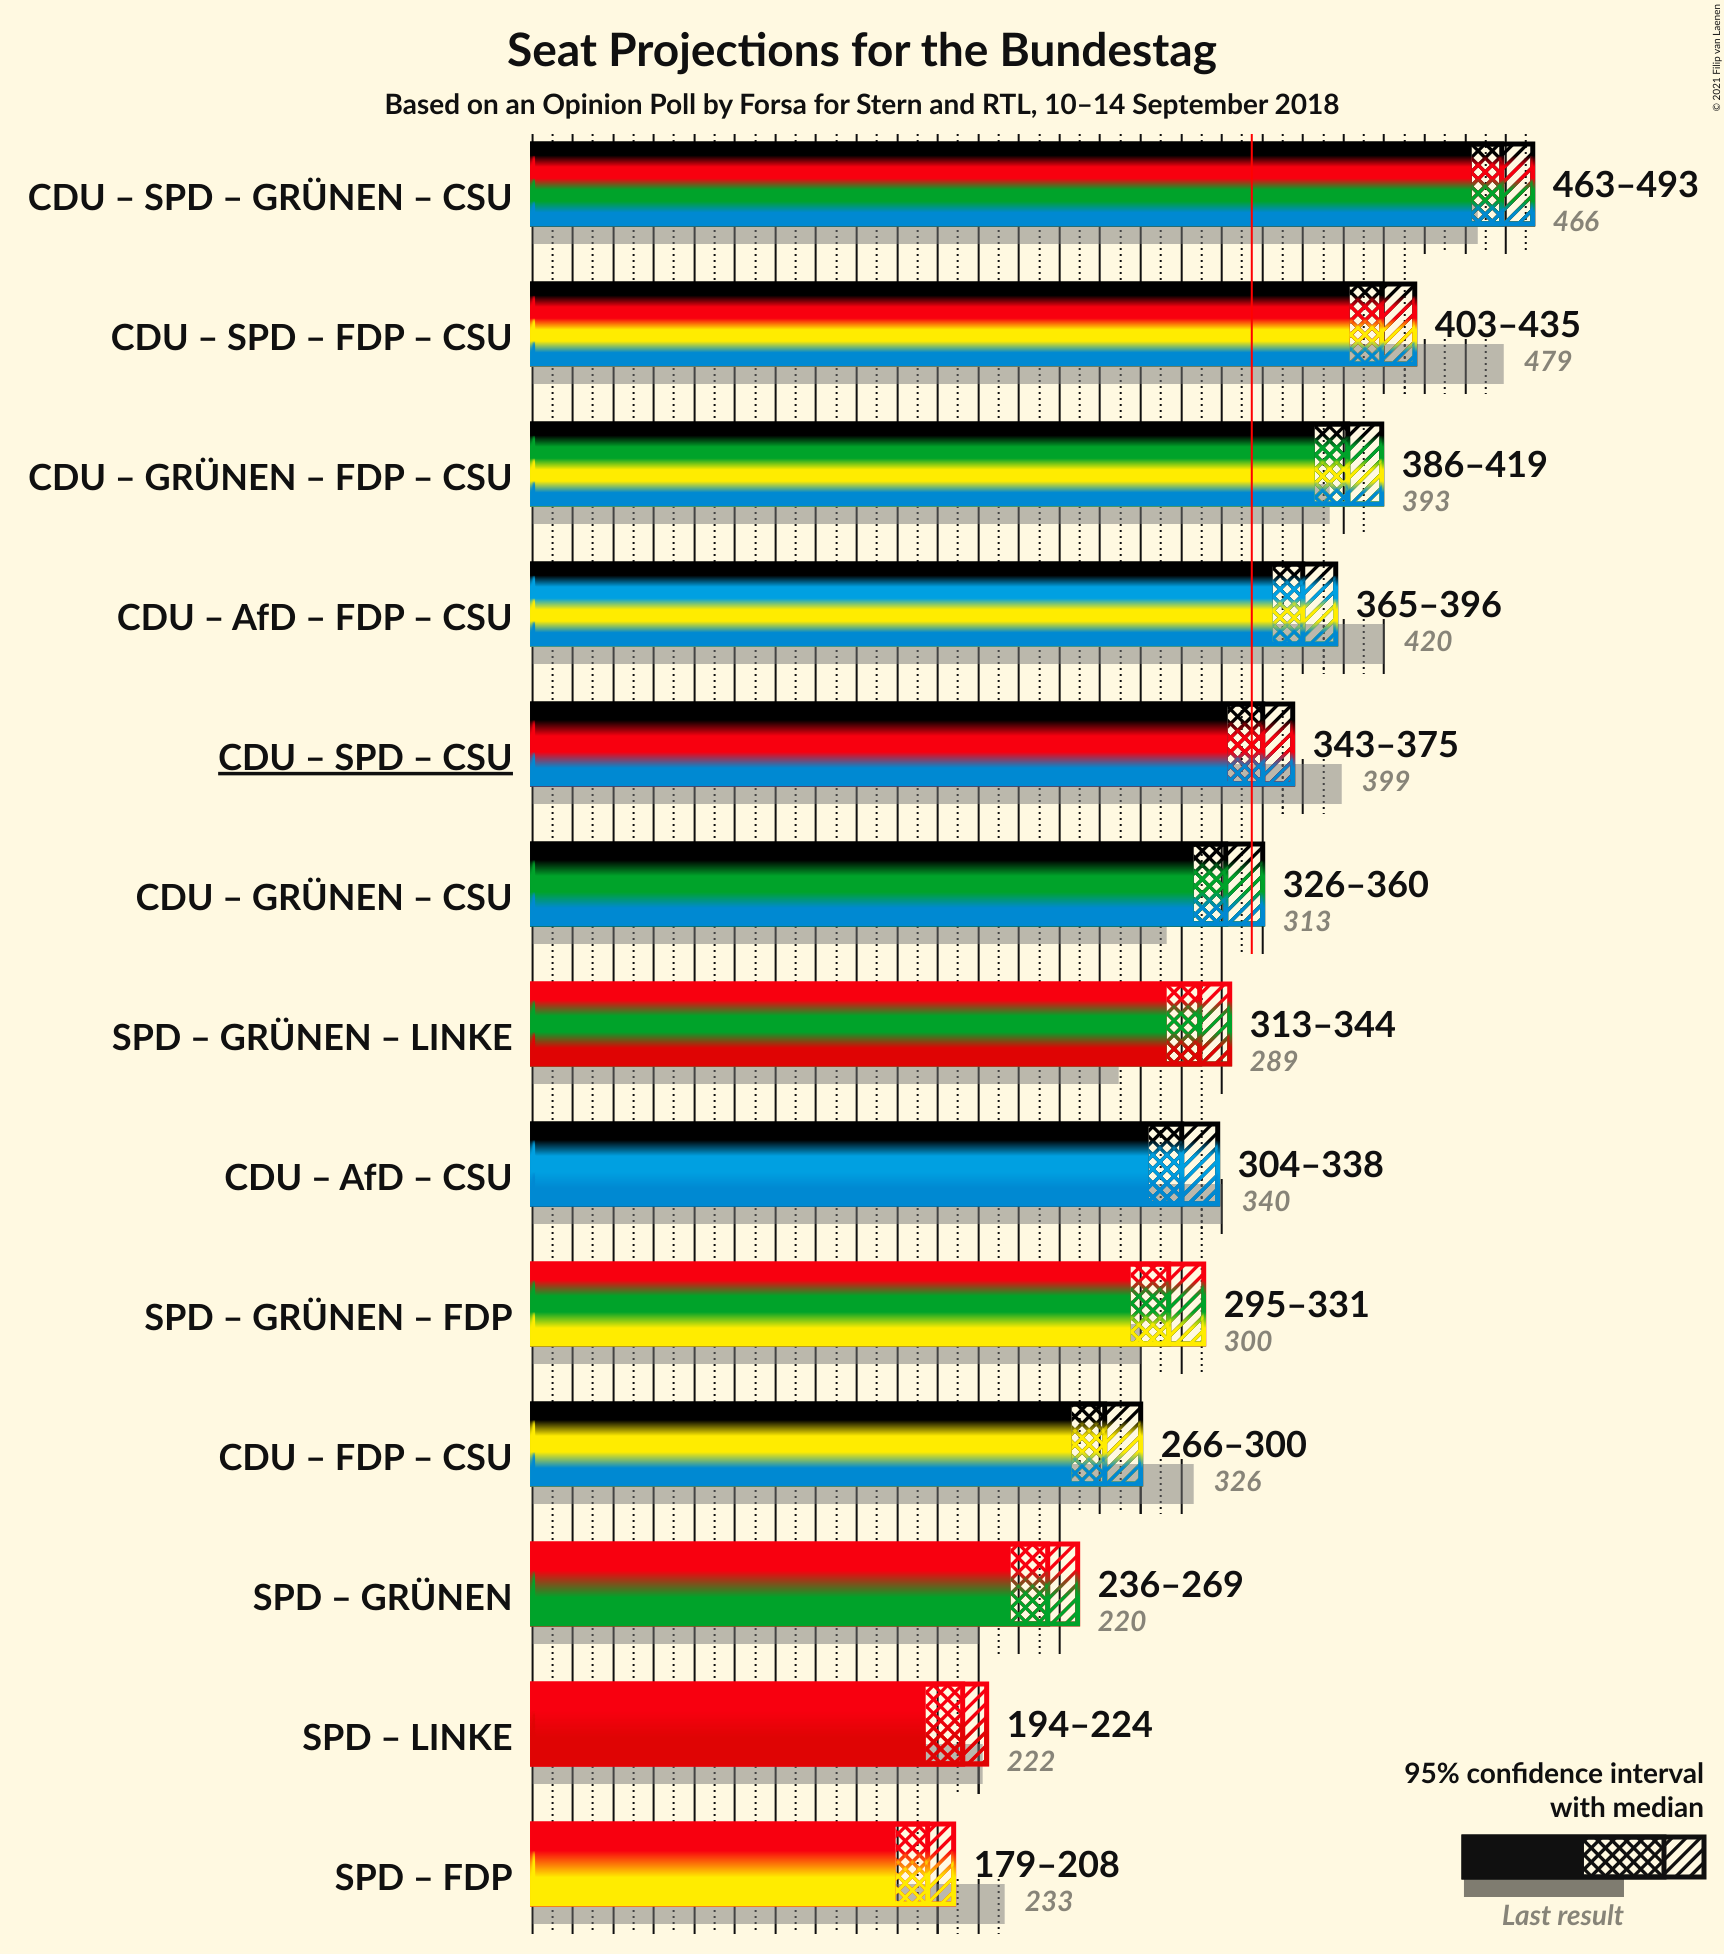 Seat Projections for the Bundestag
Based on an Opinion Poll by Forsa for Stern and RTL, 10–14 September 2018
© 2021 Filip van Laenen
CDU – SPD – GRÜNEN – CSU
463–493
466
CDU – SPD – FDP – CSU
403–435
479
CDU – GRÜNEN – FDP – CSU
386–419
393
CDU – AfD – FDP – CSU
365–396
420
CDU – SPD – CSU
343–375
399
CDU – GRÜNEN – CSU
326–360
313
SPD – GRÜNEN – LINKE
313–344
289
CDU – AfD – CSU
304–338
340
SPD – GRÜNEN – FDP
295–331
300
CDU – FDP – CSU
266–300
326
SPD – GRÜNEN
236–269
220
SPD – LINKE
194–224
222
SPD – FDP
179–208
233
95% confidence interval
with median
Last result